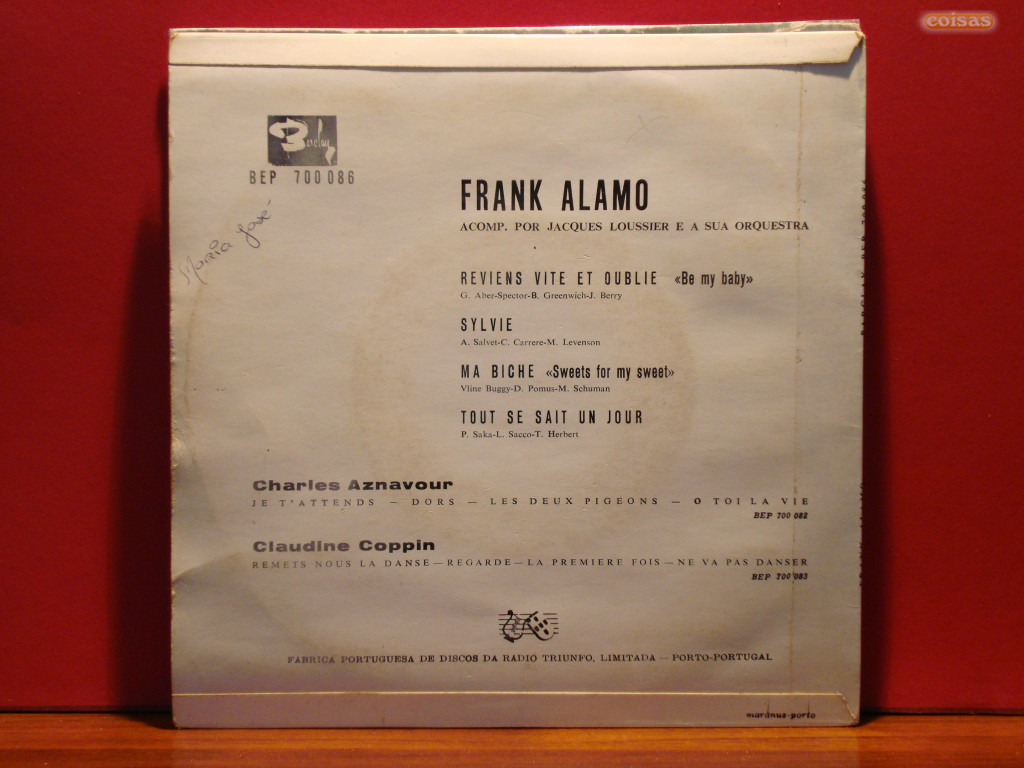 coisas
Barclay
BEP 700 086
Maria José
FRANK ALAMO
ACOMP. POR JACQUES LOUSSIER E A SUA ORQUESTRA
REVIENS VITE ET OUBLIE «Be my baby»
G. Aber-Spector-B. Greenwich-J. Berry
SYLVIE
A. Salvet-C. Carrere-M. Levenson
MA BICHE «Sweets for my sweet»
Vline Buggy-D. Pomus-M. Schuman
TOUT SE SAIT UN JOUR
P. Saka-L. Sacco-T. Herbert
Charles Aznavour
JE T'ATTENDS — DORS — LES DEUX PIGEONS — O TOI LA VIE
BEP 700 082
Claudine Coppin
REMETS NOUS LA DANSE — REGARDE — LA PREMIERE FOIS — NE VA PAS DANSER
BEP 700 083
FABRICA PORTUGUESA DE DISCOS DA RADIO TRIUNFO, LIMITADA — PORTO-PORTUGAL
maranus-porto